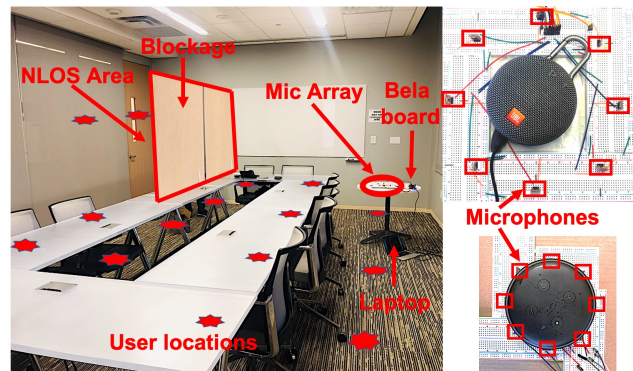 Blockage
NLOS Area
Mic Array
Bela
board
JBL
Microphones
Laptop
User locations